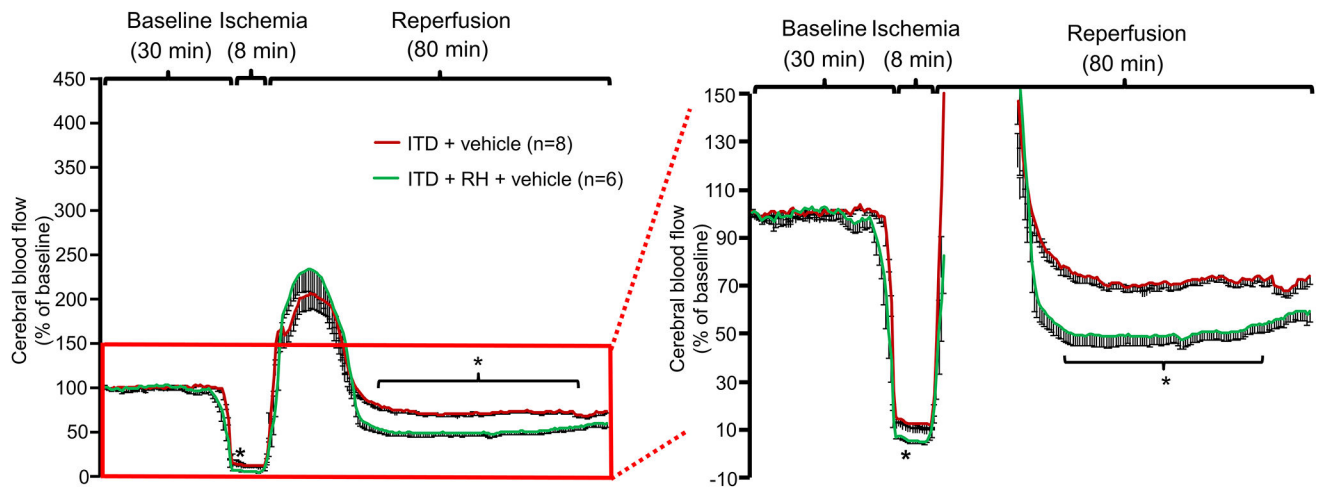 Baseline Ischemia Reperfusion
(30 min) (8 min) (80 min)
450
400
350
300
250
200
150
100
50
0
Cerebral blood flow
(% of baseline)
ITD + vehicle (n=8)
ITD + RH + vehicle (n=6)
*
*
Baseline Ischemia Reperfusion
(30 min) (8 min) (80 min)
150
130
110
90
70
50
30
10
-10
Cerebral blood flow
(% of baseline)
*
*